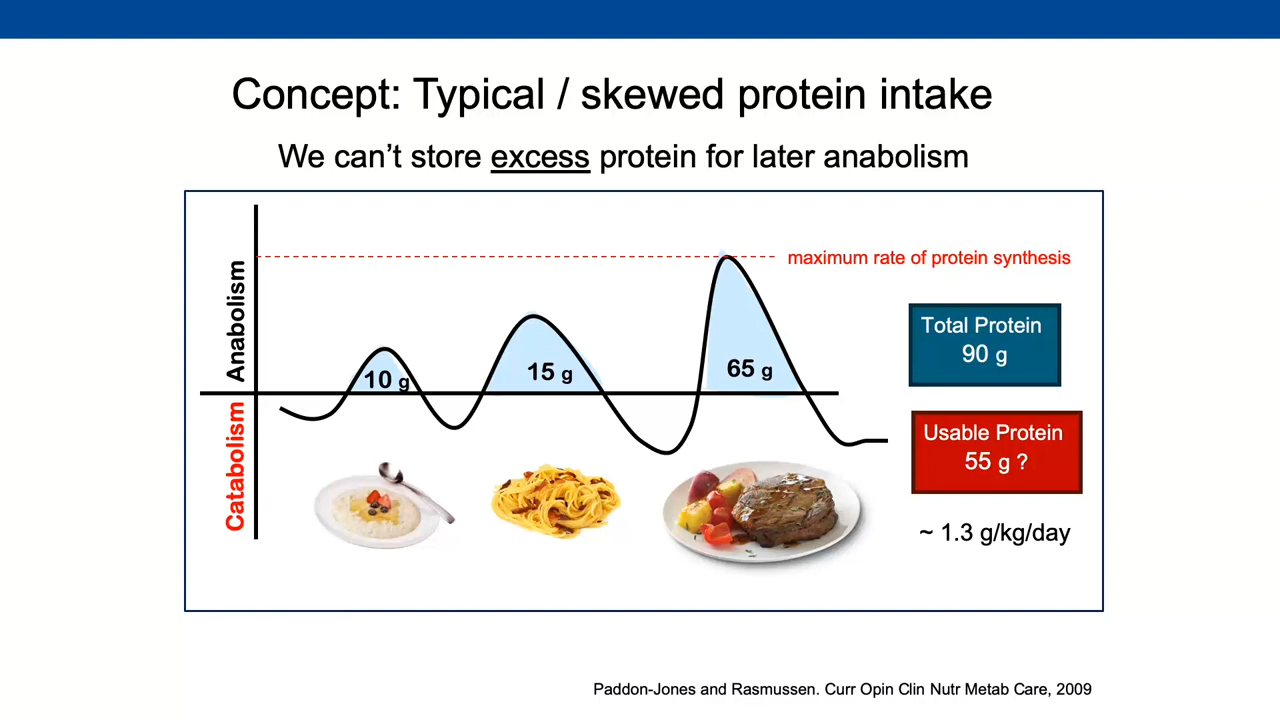 Concept: Typical / skewed protein intake
We can’t store excess protein for later anabolism
maximum rate of protein synthesis
Anabolism
Catabolism
10 g
15 g
65 g
Total Protein
90 g
Usable Protein
55 g ?
~ 1.3 g/kg/day
Paddon-Jones and Rasmussen. Curr Opin Clin Nutr Metab Care, 2009